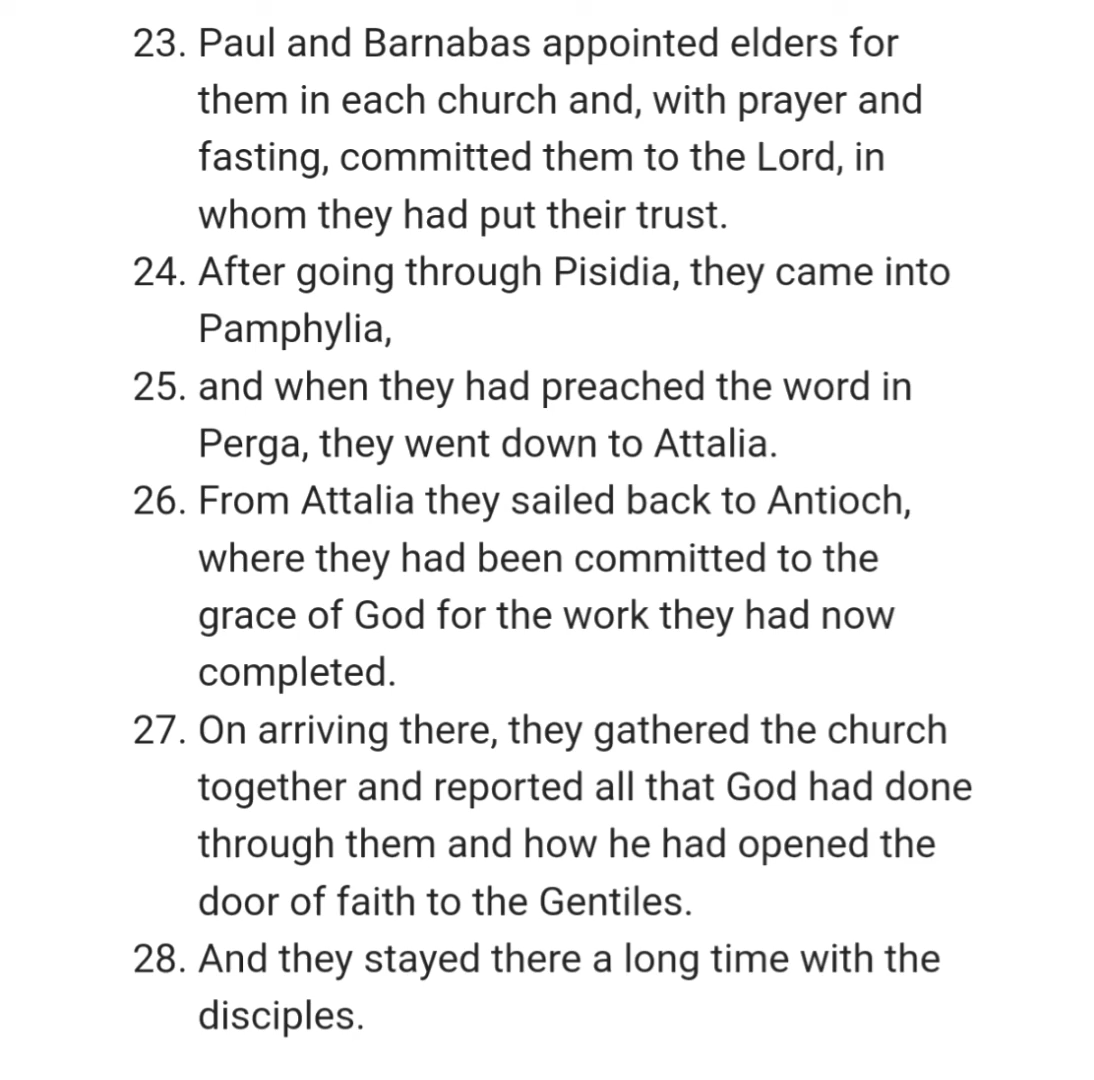 23. Paul and Barnabas appointed elders for
them in each church and, with prayer and
fasting, committed them to the Lord, in
whom they had put their trust.
24. After going through Pisidia, they came into
Pamphylia,
25. and when they had preached the word in
Perga, they went down to Attalia.
26. From Attalia they sailed back to Antioch,
where they had been committed to the
grace of God for the work they had now
completed.
27. On arriving there, they gathered the church
together and reported all that God had done
through them and how he had opened the
door of faith to the Gentiles.
28. And they stayed there a long time with the
disciples.